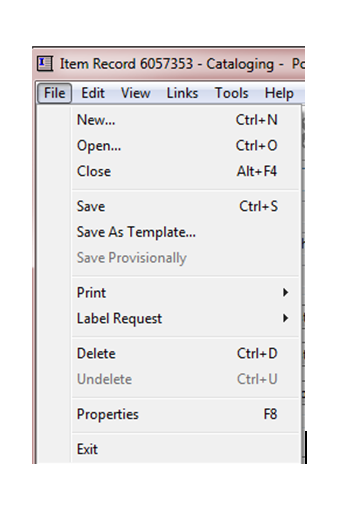 Item Record 6057353 - Cataloging - Po
File Edit View Links Tools Help
New... Ctrl+N
Open... Ctrl+O
Close Alt+F4
Save Ctrl+S
Save As Template...
Save Provisionally
Print
Label Request
Delete Ctrl+D
Undelete Ctrl+U
Properties F8
Exit